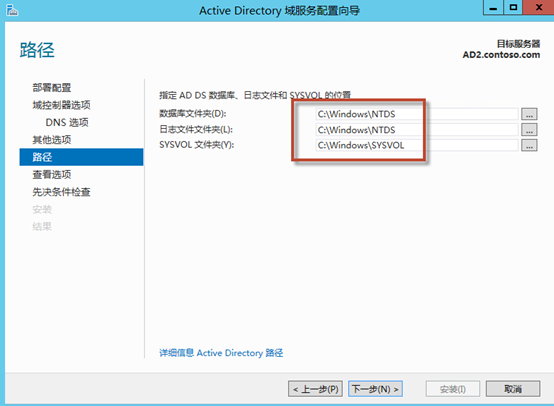 Active Directory 域服务配置向导
路径
目标服务器
AD2.contoso.com
部署配置
域控制器选项
DNS 选项
其他选项
路径
查看选项
先决条件检查
安装
结果
指定 AD DS 数据库、日志文件和 SYSVOL 的位置
数据库文件夹(D): C:\Windows\NTDS ...
日志文件文件夹(L): C:\Windows\NTDS ...
SYSVOL 文件夹(Y): C:\Windows\SYSVOL ...
详细信息 Active Directory 路径
< 上一步(P) 下一步(N) > 安装(I) 取消